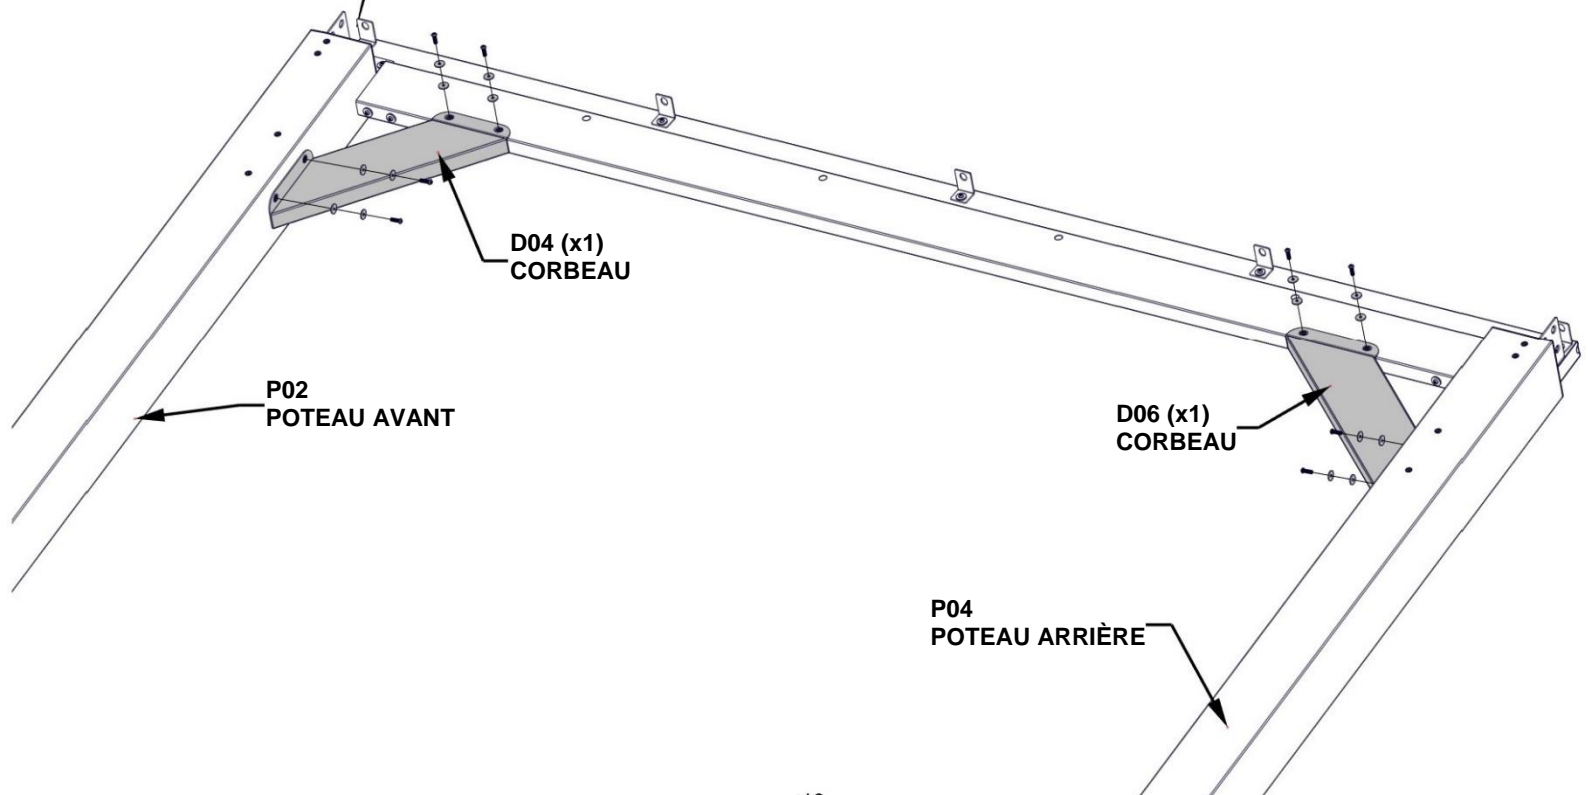 D04 (x1)
CORBEAU
P02
POTEAU AVANT
D06 (x1)
CORBEAU
P04
POTEAU ARRIÈRE